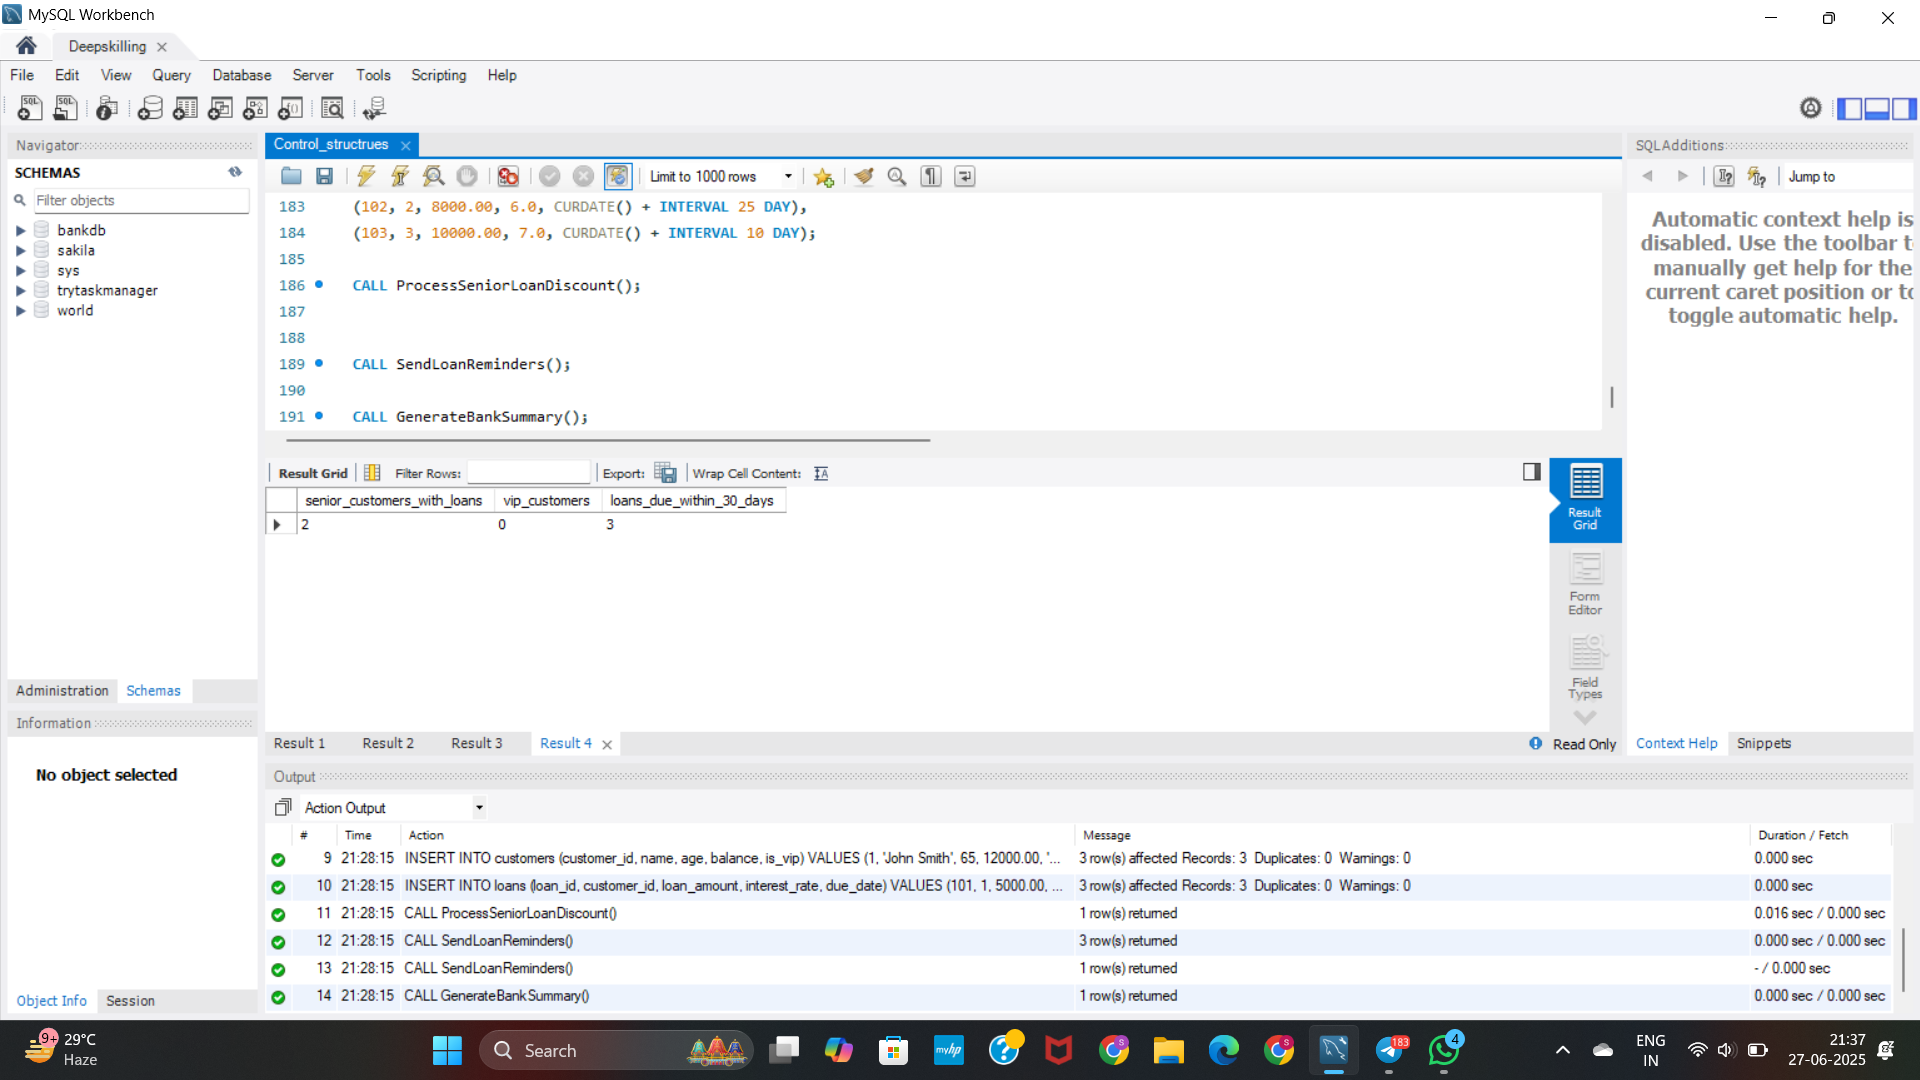 MySQL Workbench
Deepskilling
File Edit View Query Database Server Tools Scripting Help
Navigator
SCHEMAS
Filter objects
bankdb
sakila
sys
trytaskmanager
world
Administration Schemas
Information
No object selected
Object Info Session
Control_structrues
Limit to 1000 rows
183 (102, 2, 8000.00, 6.0, CURDATE() + INTERVAL 25 DAY),
184 (103, 3, 10000.00, 7.0, CURDATE() + INTERVAL 10 DAY);
185
186 CALL ProcessSeniorLoanDiscount();
187
188
189 CALL SendLoanReminders();
190
191 CALL GenerateBankSummary();
Result Grid Filter Rows: Export: Wrap Cell Content:
senior_customers_with_loans vip_customers loans_due_within_30_days
2 0 3
Result Grid
Form Editor
Field Types
Result 1 Result 2 Result 3 Result 4
Read Only
SQLAdditions
Jump to
Automatic context help is
disabled. Use the toolbar t
manually get help for the
current caret position or to
toggle automatic help.
Context Help Snippets
Output
Action Output
# Time Action Message Duration / Fetch
9 21:28:15 INSERT INTO customers (customer_id, name, age, balance, is_vip) VALUES (1, 'John Smith', 65, 12000.00, '... 3 row(s) affected Records: 3 Duplicates: 0 Warnings: 0 0.000 sec
10 21:28:15 INSERT INTO loans (loan_id, customer_id, loan_amount, interest_rate, due_date) VALUES (101, 1, 5000.00, ... 3 row(s) affected Records: 3 Duplicates: 0 Warnings: 0 0.000 sec
11 21:28:15 CALL ProcessSeniorLoanDiscount() 1 row(s) returned 0.016 sec / 0.000 sec
12 21:28:15 CALL SendLoanReminders() 3 row(s) returned 0.000 sec / 0.000 sec
13 21:28:15 CALL SendLoanReminders() 1 row(s) returned - / 0.000 sec
14 21:28:15 CALL GenerateBankSummary() 1 row(s) returned 0.000 sec / 0.000 sec
9+ 29°C
Haze
Search
myhp
183
4
ENG
IN
21:37
27-06-2025